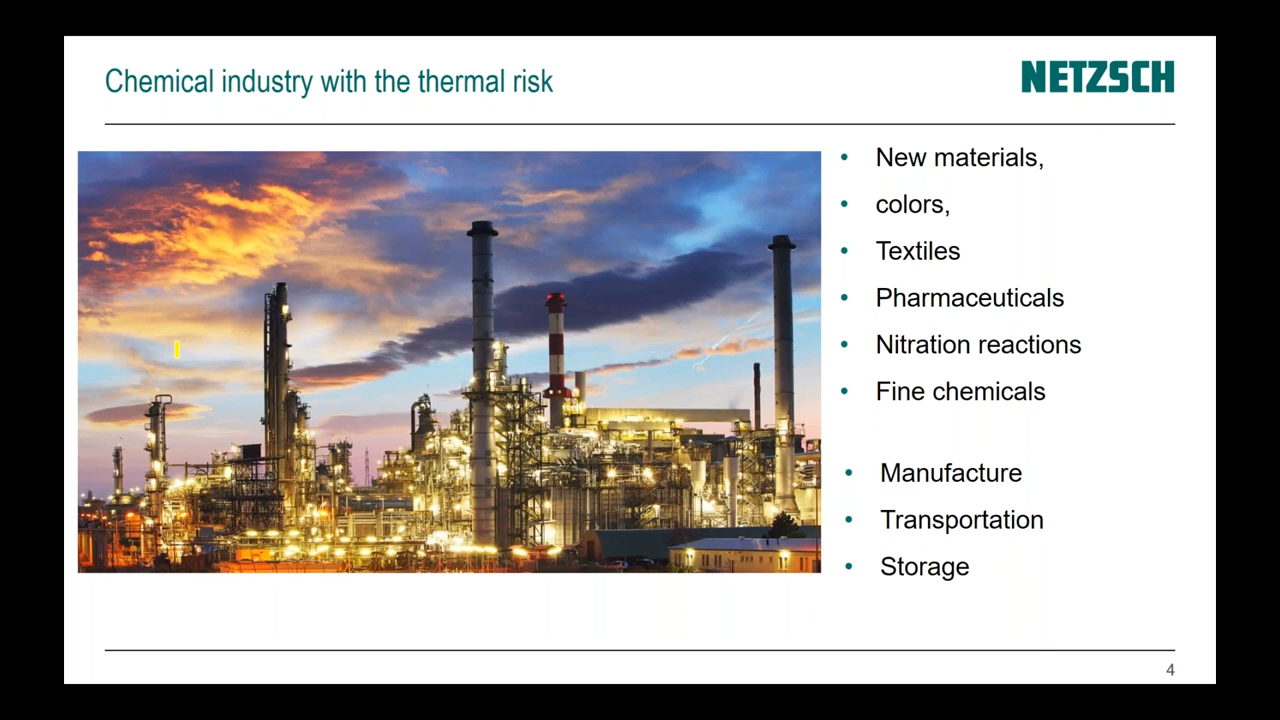 Chemical industry with the thermal risk
NETZSCH
• New materials,
• colors,
• Textiles
• Pharmaceuticals
• Nitration reactions
• Fine chemicals
• Manufacture
• Transportation
• Storage
4